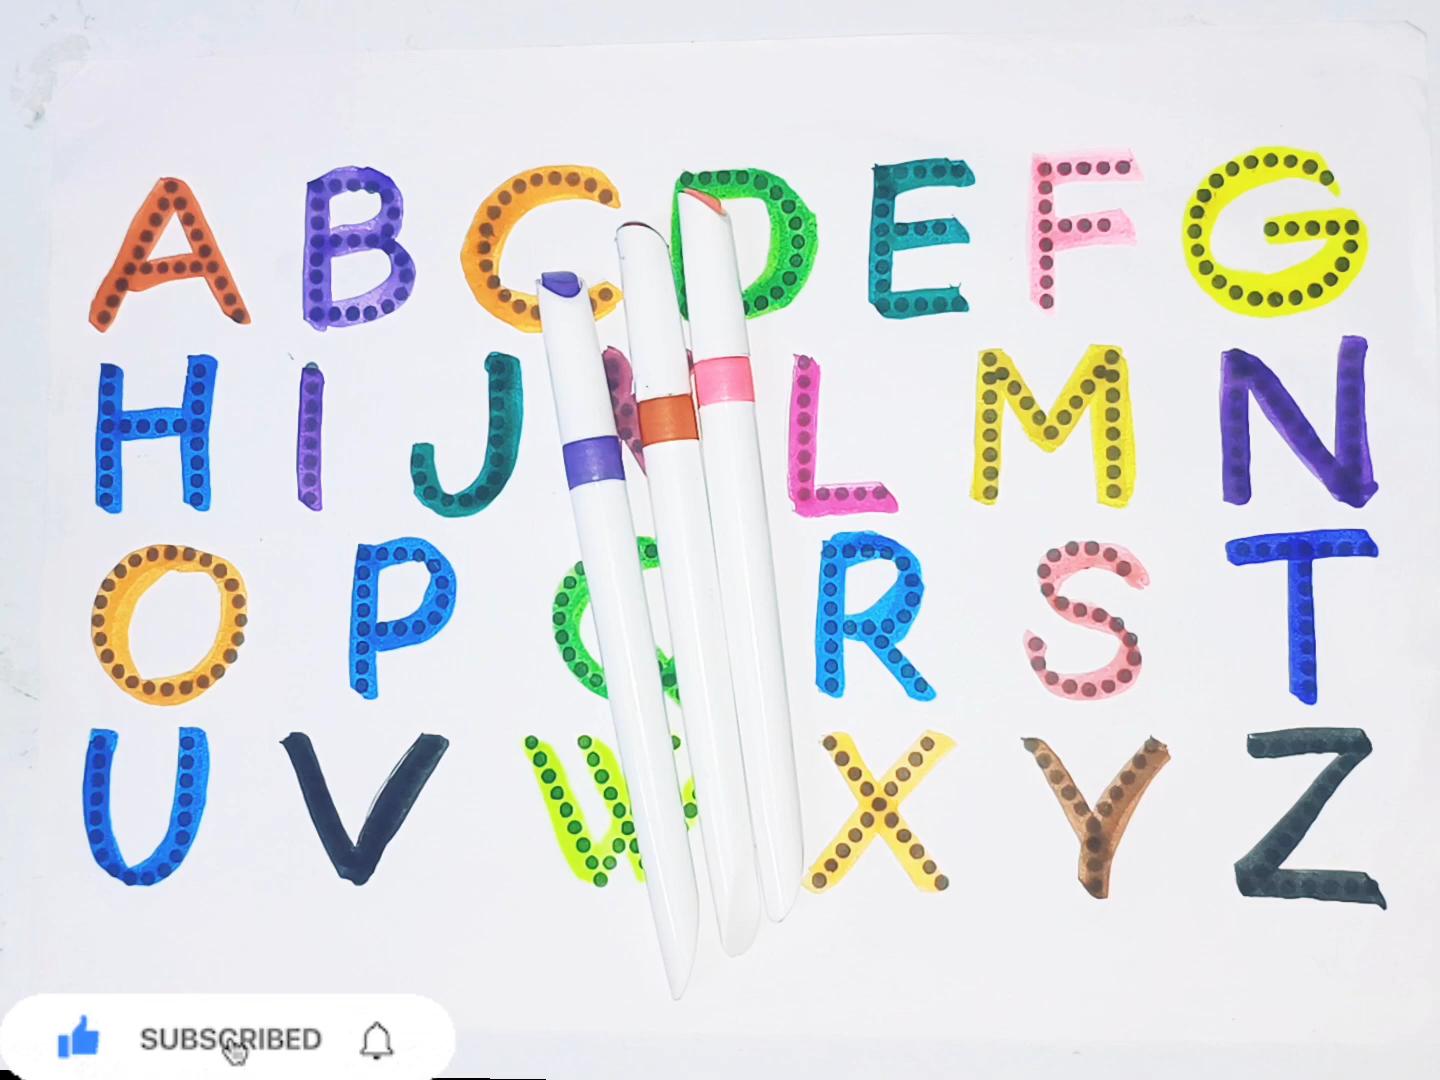 A B C D E F G
H I J K L M N
O P Q R S T
U V W X Y Z
SUBSCRIBED